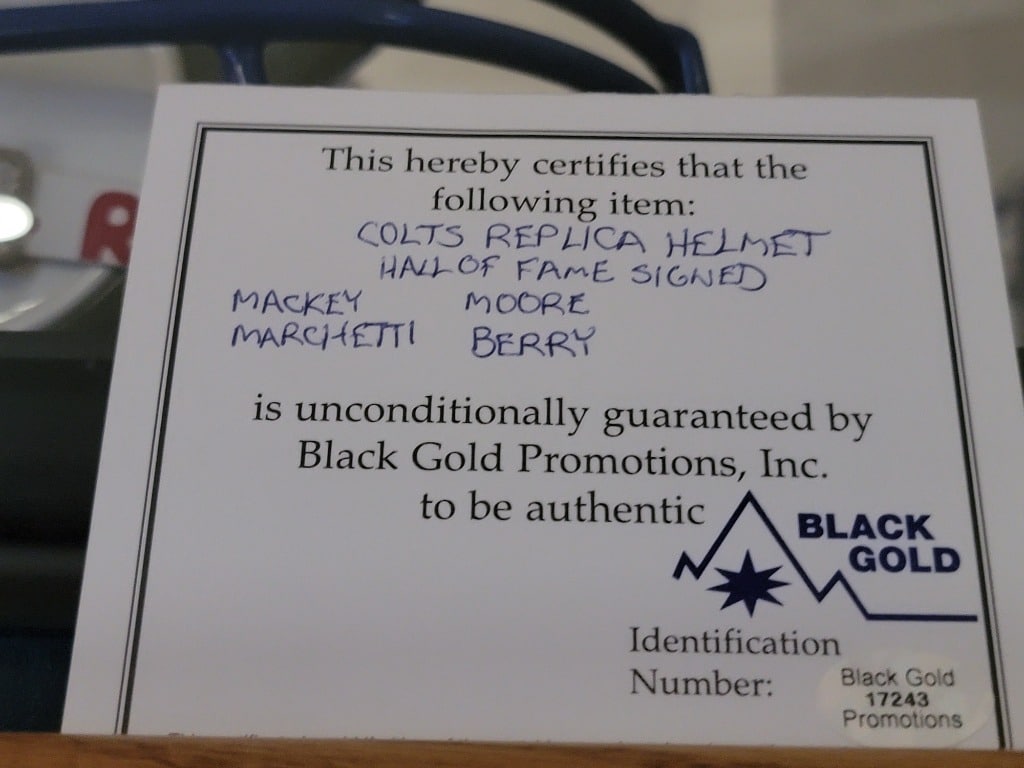 This hereby certifies that the
following item:
COLTS REPLICA HELMET
HALL OF FAME SIGNED
MACKEY MOORE
MARCHETTI BERRY
is unconditionally guaranteed by
Black Gold Promotions, Inc.
to be authentic
BLACK
GOLD
Identification
Number:
Black Gold
17243
Promotions
R